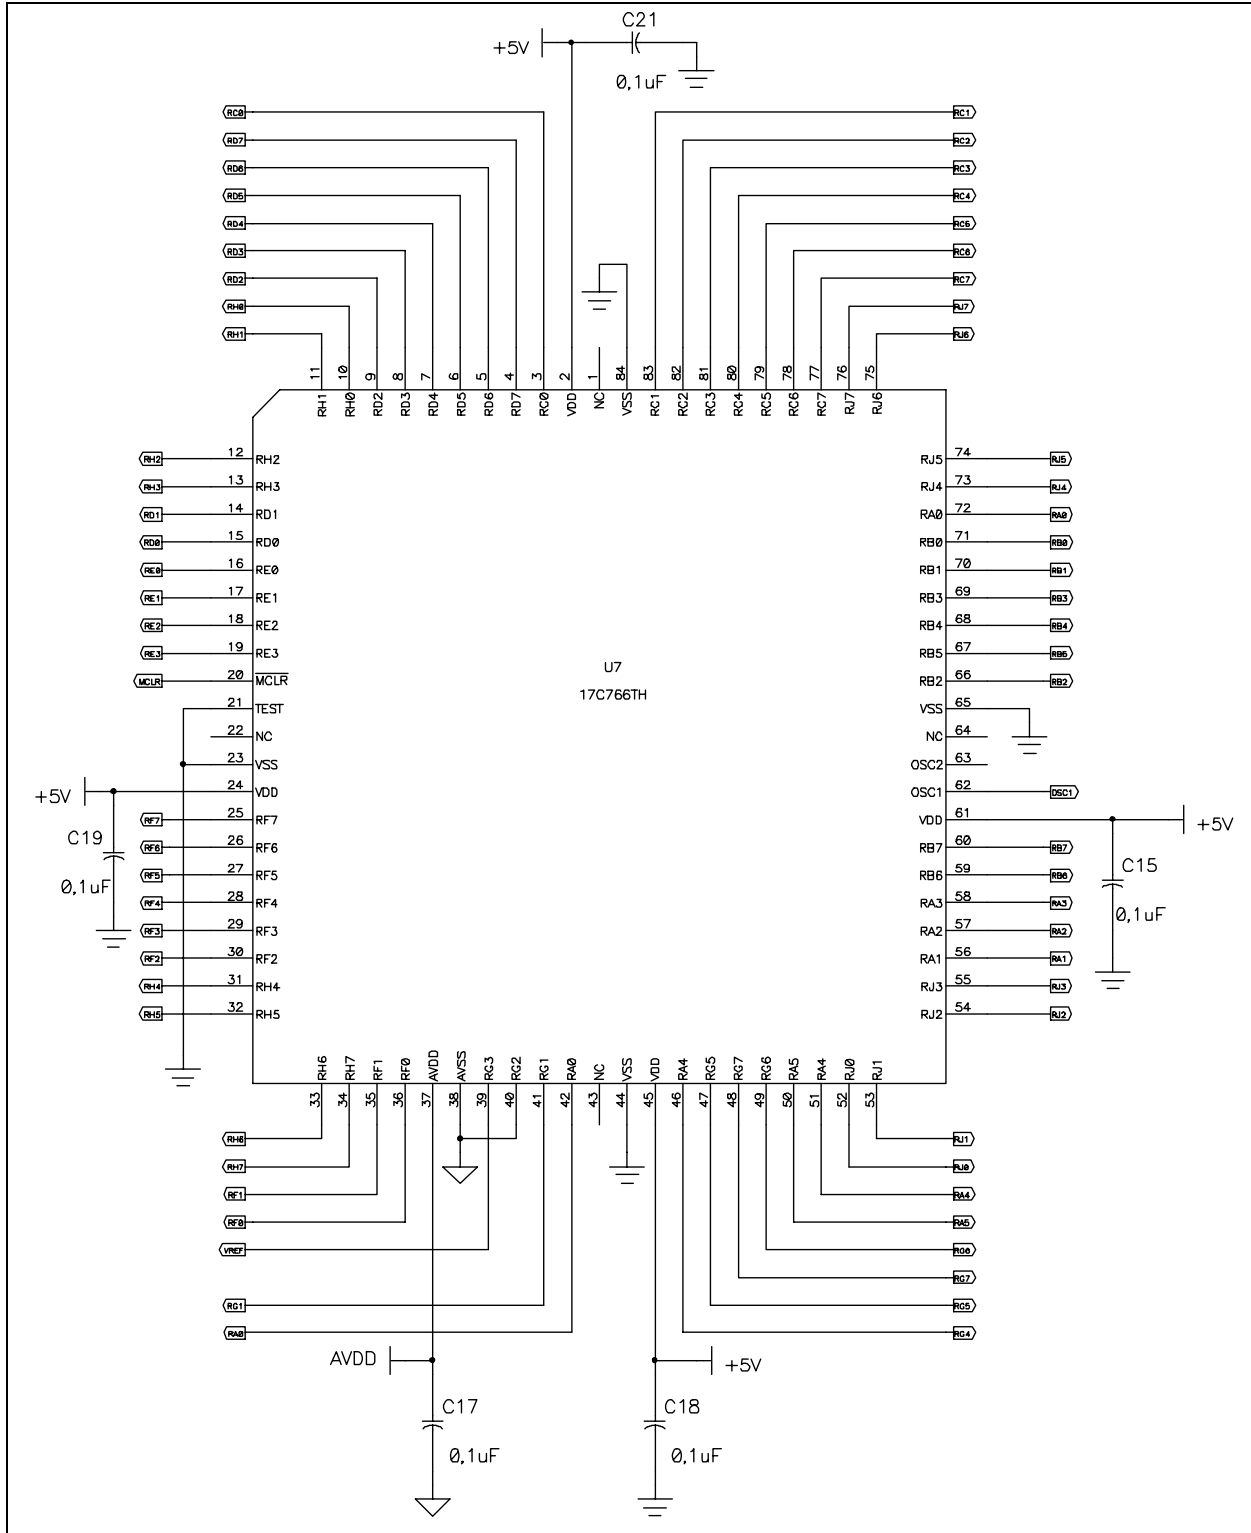 C21
+5V
0,1uF
RC0 RC1
RD7 RC2
RD6 RC3
RD5 RC4
RD4 RC5
RD3 RC6
RD2 RC7
RH0 RJ7
RH1 RJ6
11 10 9 8 7 6 5 4 3 2 1 84 83 82 81 80 79 78 77 76 75
RH1 RH0 RD2 RD3 RD4 RD5 RD6 RD7 RC0 VDD NC VSS RC1 RC2 RC3 RC4 RC5 RC6 RC7 RJ7 RJ6
RH2 12 RH2 RJ5 74 RJ5
RH3 13 RH3 RJ4 73 RJ4
RD1 14 RD1 RA0 72 RA0
RD0 15 RD0 RB0 71 RB0
RE0 16 RE0 RB1 70 RB1
RE1 17 RE1 RB3 69 RB3
RE2 18 RE2 RB4 68 RB4
RE3 19 RE3 RB5 67 RB5
MCLR 20 MCLR RB2 66 RB2
U7
17C766TH
21 TEST VSS 65
22 NC NC 64
23 VSS OSC2 63
+5V 24 VDD OSC1 62 OSC1
RF7 25 RF7 VDD 61 +5V
C19 RF6 26 RF6 RB7 60 RB7
RF5 27 RF5 RB6 59 RB6 C15
0,1uF
RF4 28 RF4 RA3 58 RA3
0,1uF
RF3 29 RF3 RA2 57 RA2
RF2 30 RF2 RA1 56 RA1
RH4 31 RH4 RJ3 55 RJ3
RH5 32 RH5 RJ2 54 RJ2
RH6 RH7 RF1 RF0 AVDD AVSS RG3 RG2 RG1 RA0 NC VSS VDD RA4 RG5 RG7 RG6 RA5 RA4 RJ0 RJ1
33 34 35 36 37 38 39 40 41 42 43 44 45 46 47 48 49 50 51 52 53
RH6 RJ1
RH7 RJ0
RF1 RA4
RF0 RA5
VREF RG6
RG7
RG1 RG5
RA0 RG4
AVDD +5V
C17 C18
0,1uF 0,1uF